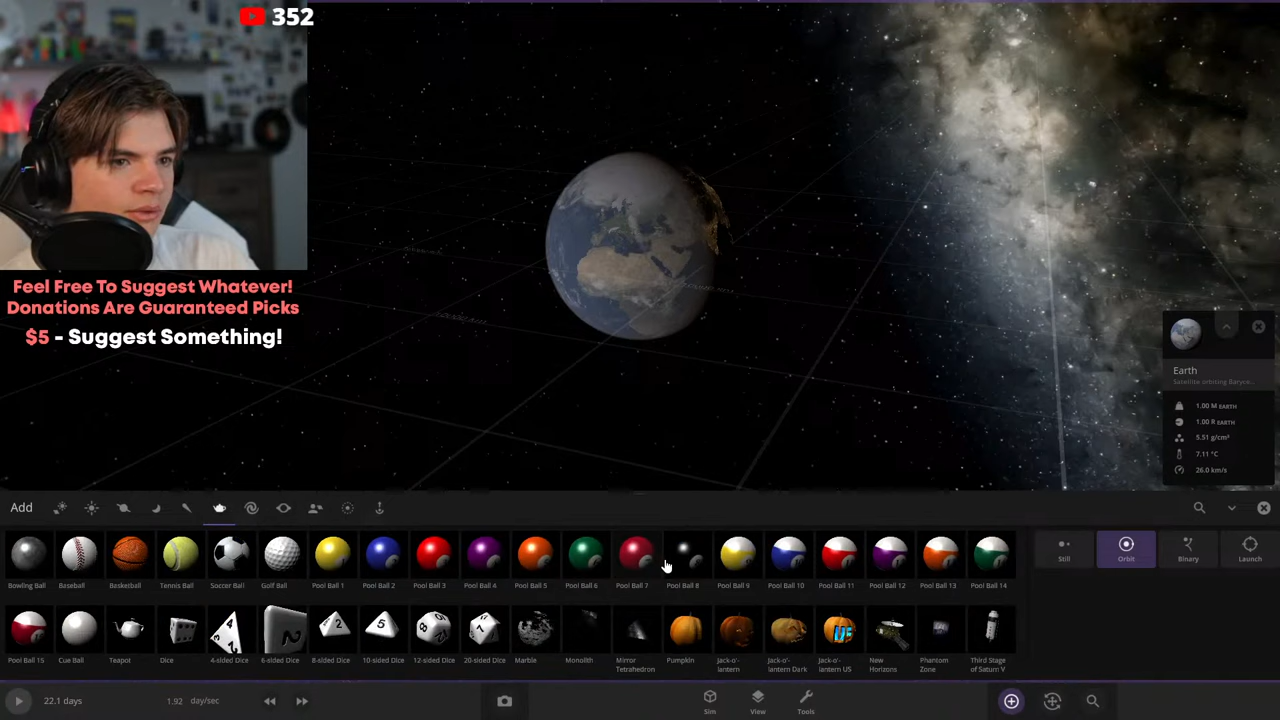 352
Feel Free To Suggest Whatever!
Donations Are Guaranteed Picks
$5 - Suggest Something!
Earth
Satellite orbiting Baryce...
1.00 M EARTH
1.00 R EARTH
5.51 g/cm³
7.11 °C
26.0 km/s
Add
Bowling Ball Baseball Basketball Tennis Ball Soccer Ball Golf Ball Pool Ball 1 Pool Ball 2 Pool Ball 3 Pool Ball 4 Pool Ball 5 Pool Ball 6 Pool Ball 7 Pool Ball 8 Pool Ball 9 Pool Ball 10 Pool Ball 11 Pool Ball 12 Pool Ball 13 Pool Ball 14
Still Orbit Binary Launch
Pool Ball 15 Cue Ball Teapot Dice 4-sided Dice 6-sided Dice 8-sided Dice 10-sided Dice 12-sided Dice 20-sided Dice Marble Monolith Mirror Tetrahedron Pumpkin Jack-o'-lantern Jack-o'-lantern Dark Jack-o'-lantern US New Horizons Phantom Zone Third Stage of Saturn V
22.1 days 1.92 day/sec
Sim View Tools